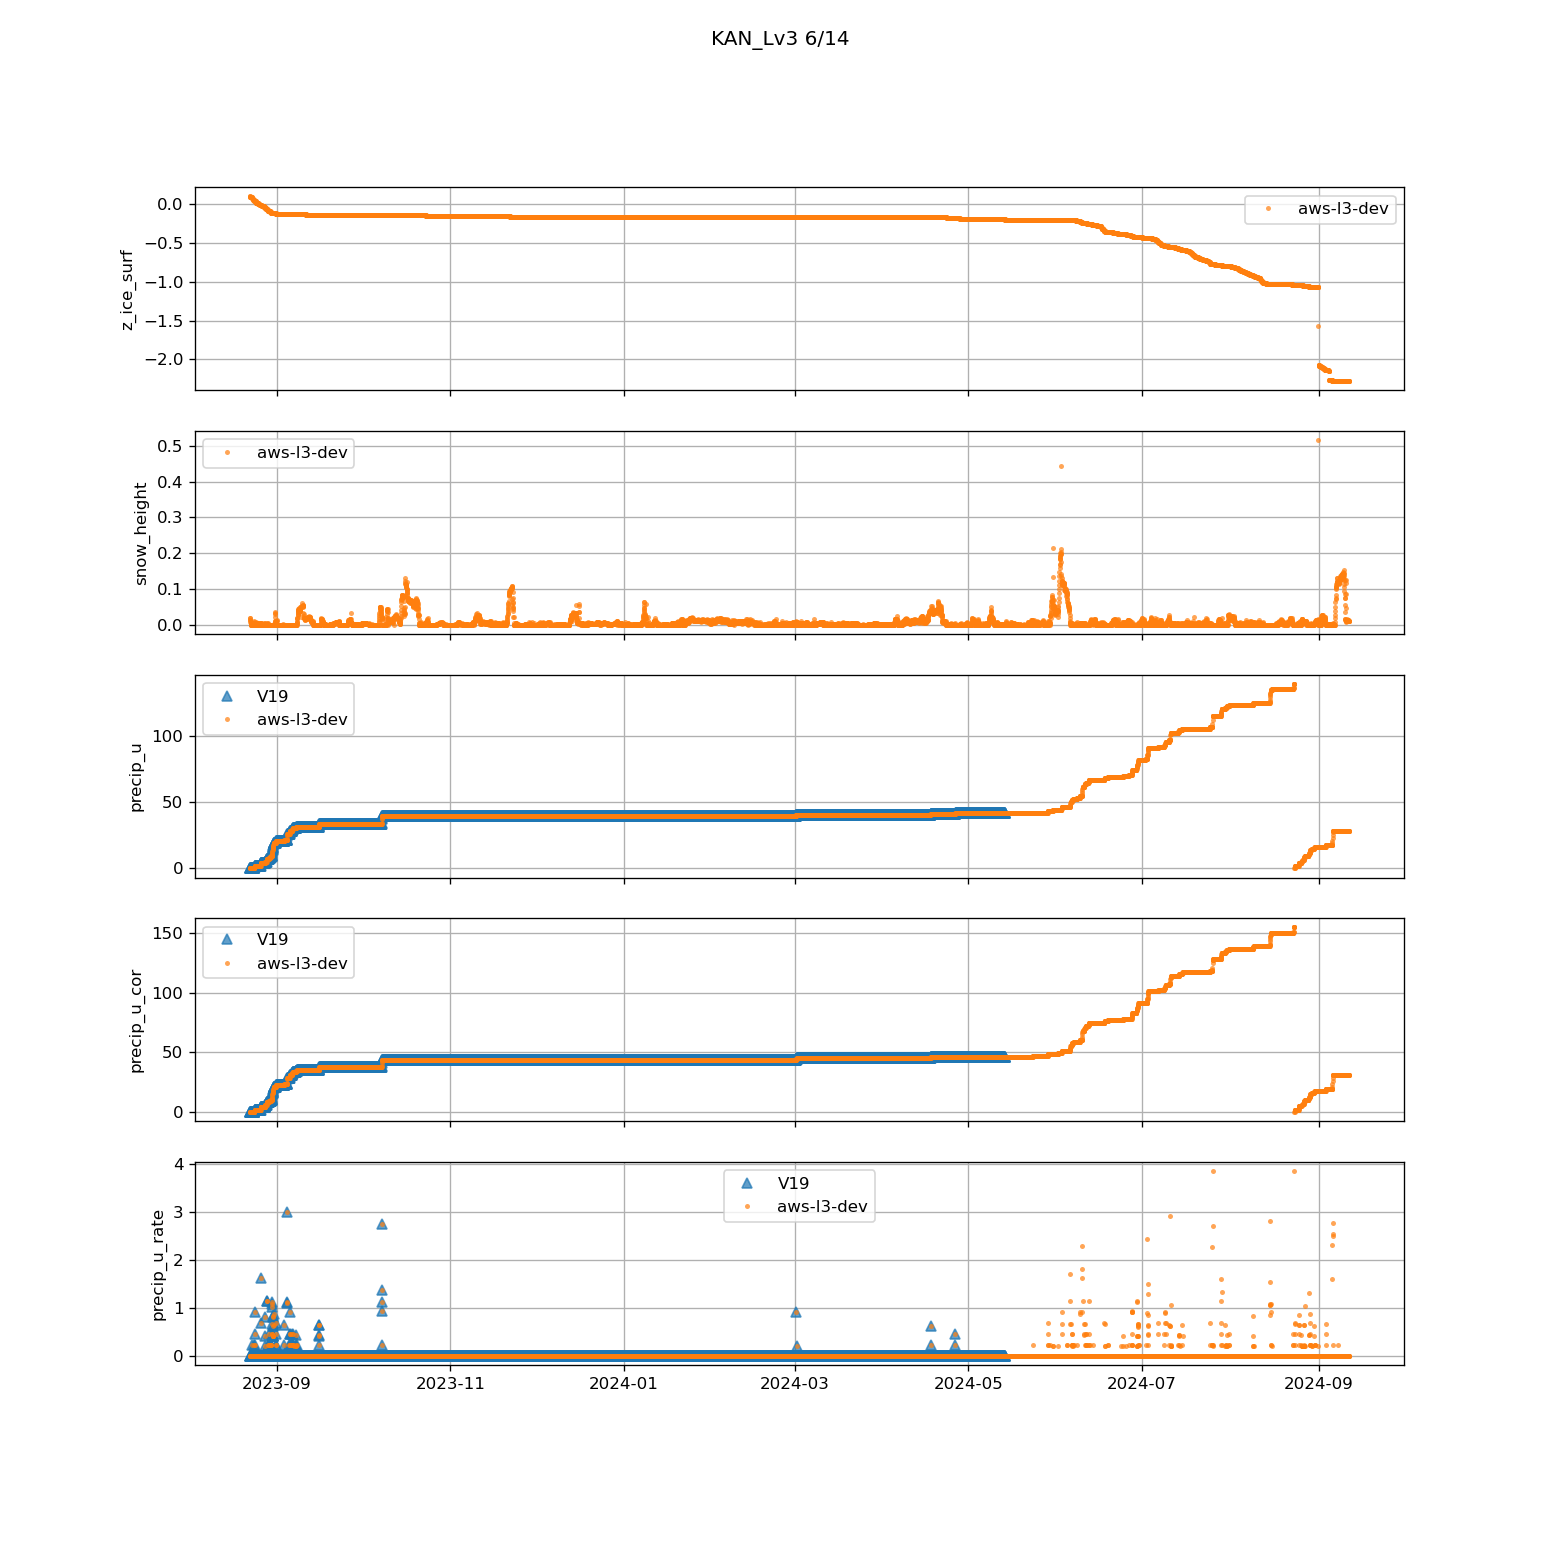 KAN_Lv3 6/14
z_ice_surf
0.0
−0.5
−1.0
−1.5
−2.0
aws-l3-dev
snow_height
0.5
0.4
0.3
0.2
0.1
0.0
aws-l3-dev
precip_u
100
50
0
V19
aws-l3-dev
precip_u_cor
150
100
50
0
V19
aws-l3-dev
precip_u_rate
4
3
2
1
0
V19
aws-l3-dev
2023-09 2023-11 2024-01 2024-03 2024-05 2024-07 2024-09